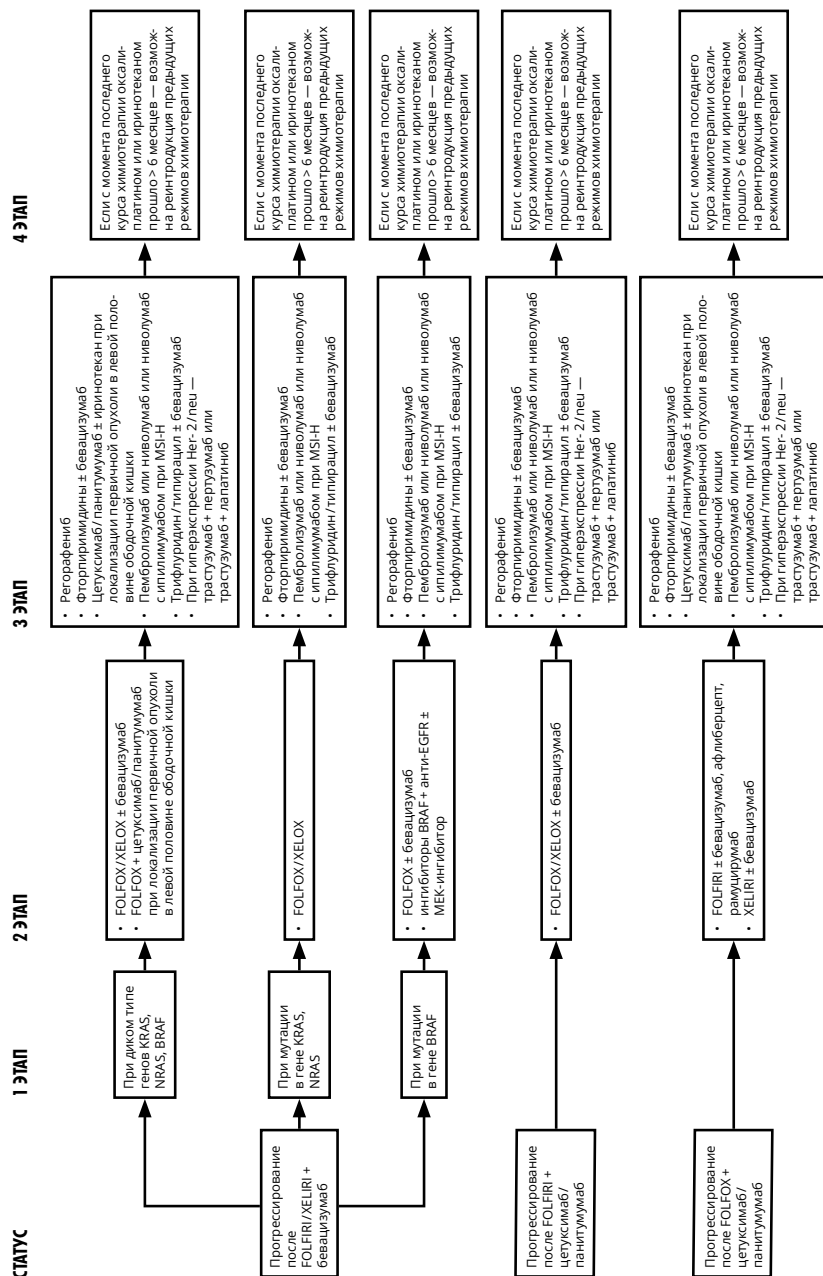 СТАТУС
1 ЭТАП
2 ЭТАП
3 ЭТАП
4 ЭТАП
Прогрессирование
после
FOLFIRI/XELIRI +
бевацизумаб
При диком типе
генов KRAS,
NRAS, BRAF
• FOLFOX/XELOX ± бевацизумаб
• FOLFOX + цетуксимаб/панитумумаб
при локализации первичной опухоли
в левой половине ободочной кишки
• Регорафениб
• Фторпиримидины ± бевацизумаб
• Цетуксимаб/панитумумаб ± иринотекан при
локализации первичной опухоли в левой поло-
вине ободочной кишки
• Пембролизумаб или ниволумаб или ниволумаб
с ипилимумабом при MSI-H
• Трифлуридин/типирацил ± бевацизумаб
• При гиперэкспрессии Her- 2/neu —
трастузумаб + пертузумаб или
трастузумаб + лапатиниб
Если с момента последнего
курса химиотерапии оксали-
платином или иринотеканом
прошло > 6 месяцев — возмож-
на реинтродукция предыдущих
режимов химиотерапии
При мутации
в гене KRAS,
NRAS
• FOLFOX/XELOX
• Регорафениб
• Фторпиримидины ± бевацизумаб
• Пембролизумаб или ниволумаб или ниволумаб
с ипилимумабом при MSI-H
• Трифлуридин/типирацил ± бевацизумаб
Если с момента последнего
курса химиотерапии оксали-
платином или иринотеканом
прошло > 6 месяцев — возмож-
на реинтродукция предыдущих
режимов химиотерапии
При мутации
в гене BRAF
• FOLFOX ± бевацизумаб
• ингибиторы BRAF + анти-EGFR ±
МЕК-ингибитор
• Регорафениб
• Фторпиримидины ± бевацизумаб
• Пембролизумаб или ниволумаб или ниволумаб
с ипилимумабом при MSI-H
• Трифлуридин/типирацил ± бевацизумаб
Если с момента последнего
курса химиотерапии оксали-
платином или иринотеканом
прошло > 6 месяцев — возмож-
на реинтродукция предыдущих
режимов химиотерапии
Прогрессирование
после FOLFIRI +
цетуксимаб/
панитумумаб
• FOLFOX/XELOX ± бевацизумаб
• Регорафениб
• Фторпиримидины ± бевацизумаб
• Пембролизумаб или ниволумаб или ниволумаб
с ипилимумабом при MSI-H
• Трифлуридин/типирацил ± бевацизумаб
• При гиперэкспрессии Her- 2/neu —
трастузумаб + пертузумаб или
трастузумаб + лапатиниб
Если с момента последнего
курса химиотерапии оксали-
платином или иринотеканом
прошло > 6 месяцев — возмож-
на реинтродукция предыдущих
режимов химиотерапии
Прогрессирование
после FOLFOX +
цетуксимаб/
панитумумаб
• FOLFIRI ± бевацизумаб, афлиберцепт,
рамуцирумаб
• XELIRI ± бевацизумаб
• Регорафениб
• Фторпиримидины ± бевацизумаб
• Цетуксимаб/панитумумаб ± иринотекан при
локализации первичной опухоли в левой поло-
вине ободочной кишки
• Пембролизумаб или ниволумаб или ниволумаб
с ипилимумабом при MSI-H
• Трифлуридин/типирацил ± бевацизумаб
• При гиперэкспрессии Her- 2/neu —
трастузумаб + пертузумаб или
трастузумаб + лапатиниб
Если с момента последнего
курса химиотерапии оксали-
платином или иринотеканом
прошло > 6 месяцев — возмож-
на реинтродукция предыдущих
режимов химиотерапии